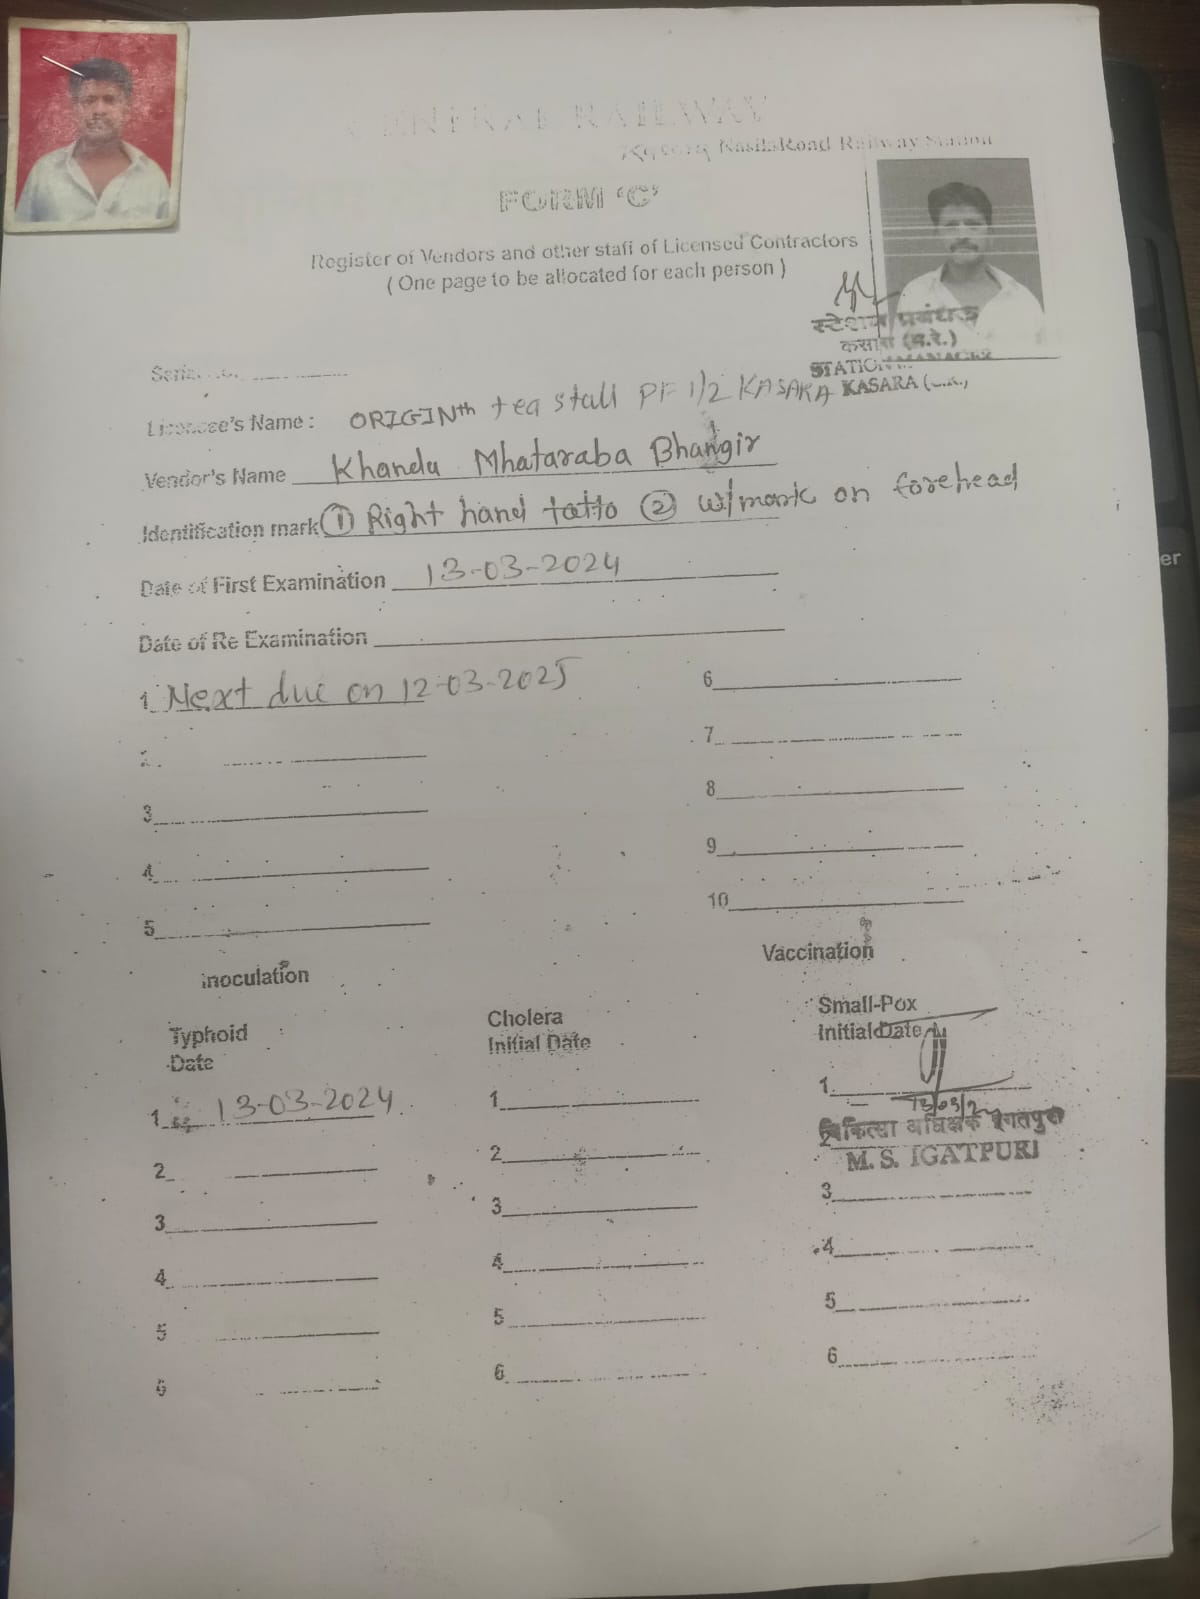 CENTRAL RAILWAY
NasikRoad Railway Station
FORM 'C'
Register of Vendors and other staff of Licensed Contractors
( One page to be allocated for each person )
स्टेशन प्रबंधक
कसारा (म.रे.)
STATION MANAGER
KASARA (C.R.)
Serial No.
Licencee's Name : ORIGINth tea stall PF 1/2 KASARA
Vendor's Name Khandu Mhataraba Bhangir
Identification mark ① Right hand tatto ② w/mark on forehead
Date of First Examination 13-03-2024
Date of Re Examination
1 Next due on 12-03-2025 6
2 7
3 8
4 9
5 10
Inoculation Vaccination
Typhoid Cholera Small-Pox
Date Initial Date Initial Date
1 13-03-2024 1 1
13/03/2
चिकित्सा अधिक्षक इगतपुरी
M. S. IGATPURI
2 2 2
3 3 3
4 4 4
5 5 5
6 6 6
er